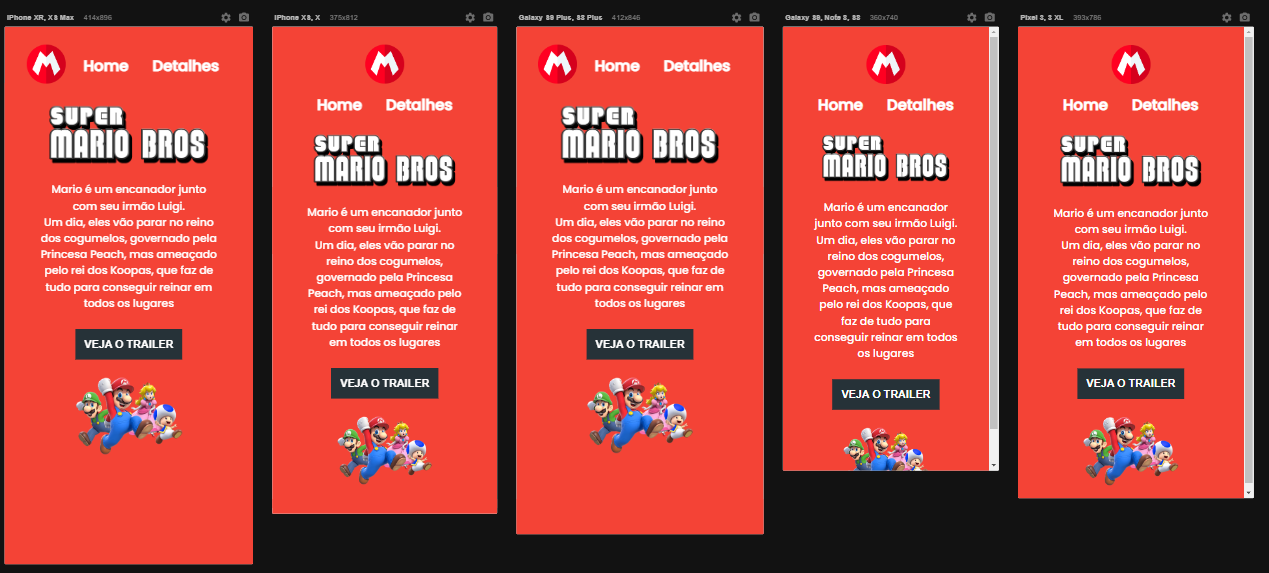 iPhone XR, XS Max 414x896
M
Home Detalhes
SUPER
MARIO BROS
Mario é um encanador junto
com seu irmão Luigi.
Um dia, eles vão parar no reino
dos cogumelos, governado pela
Princesa Peach, mas ameaçado
pelo rei dos Koopas, que faz de
tudo para conseguir reinar em
todos os lugares
VEJA O TRAILER
iPhone XS, X 375x812
M
Home Detalhes
SUPER
MARIO BROS
Mario é um encanador junto
com seu irmão Luigi.
Um dia, eles vão parar no
reino dos cogumelos,
governado pela Princesa
Peach, mas ameaçado pelo
rei dos Koopas, que faz de
tudo para conseguir reinar
em todos os lugares
VEJA O TRAILER
Galaxy S9 Plus, S8 Plus 412x846
M
Home Detalhes
SUPER
MARIO BROS
Mario é um encanador junto
com seu irmão Luigi.
Um dia, eles vão parar no reino
dos cogumelos, governado pela
Princesa Peach, mas ameaçado
pelo rei dos Koopas, que faz de
tudo para conseguir reinar em
todos os lugares
VEJA O TRAILER
Galaxy S9, Note 8, S8 360x740
M
Home Detalhes
SUPER
MARIO BROS
Mario é um encanador
junto com seu irmão Luigi.
Um dia, eles vão parar no
reino dos cogumelos,
governado pela Princesa
Peach, mas ameaçado
pelo rei dos Koopas, que
faz de tudo para
conseguir reinar em todos
os lugares
VEJA O TRAILER
Pixel 3, 3 XL 393x786
M
Home Detalhes
SUPER
MARIO BROS
Mario é um encanador junto
com seu irmão Luigi.
Um dia, eles vão parar no
reino dos cogumelos,
governado pela Princesa
Peach, mas ameaçado pelo
rei dos Koopas, que faz de
tudo para conseguir reinar
em todos os lugares
VEJA O TRAILER